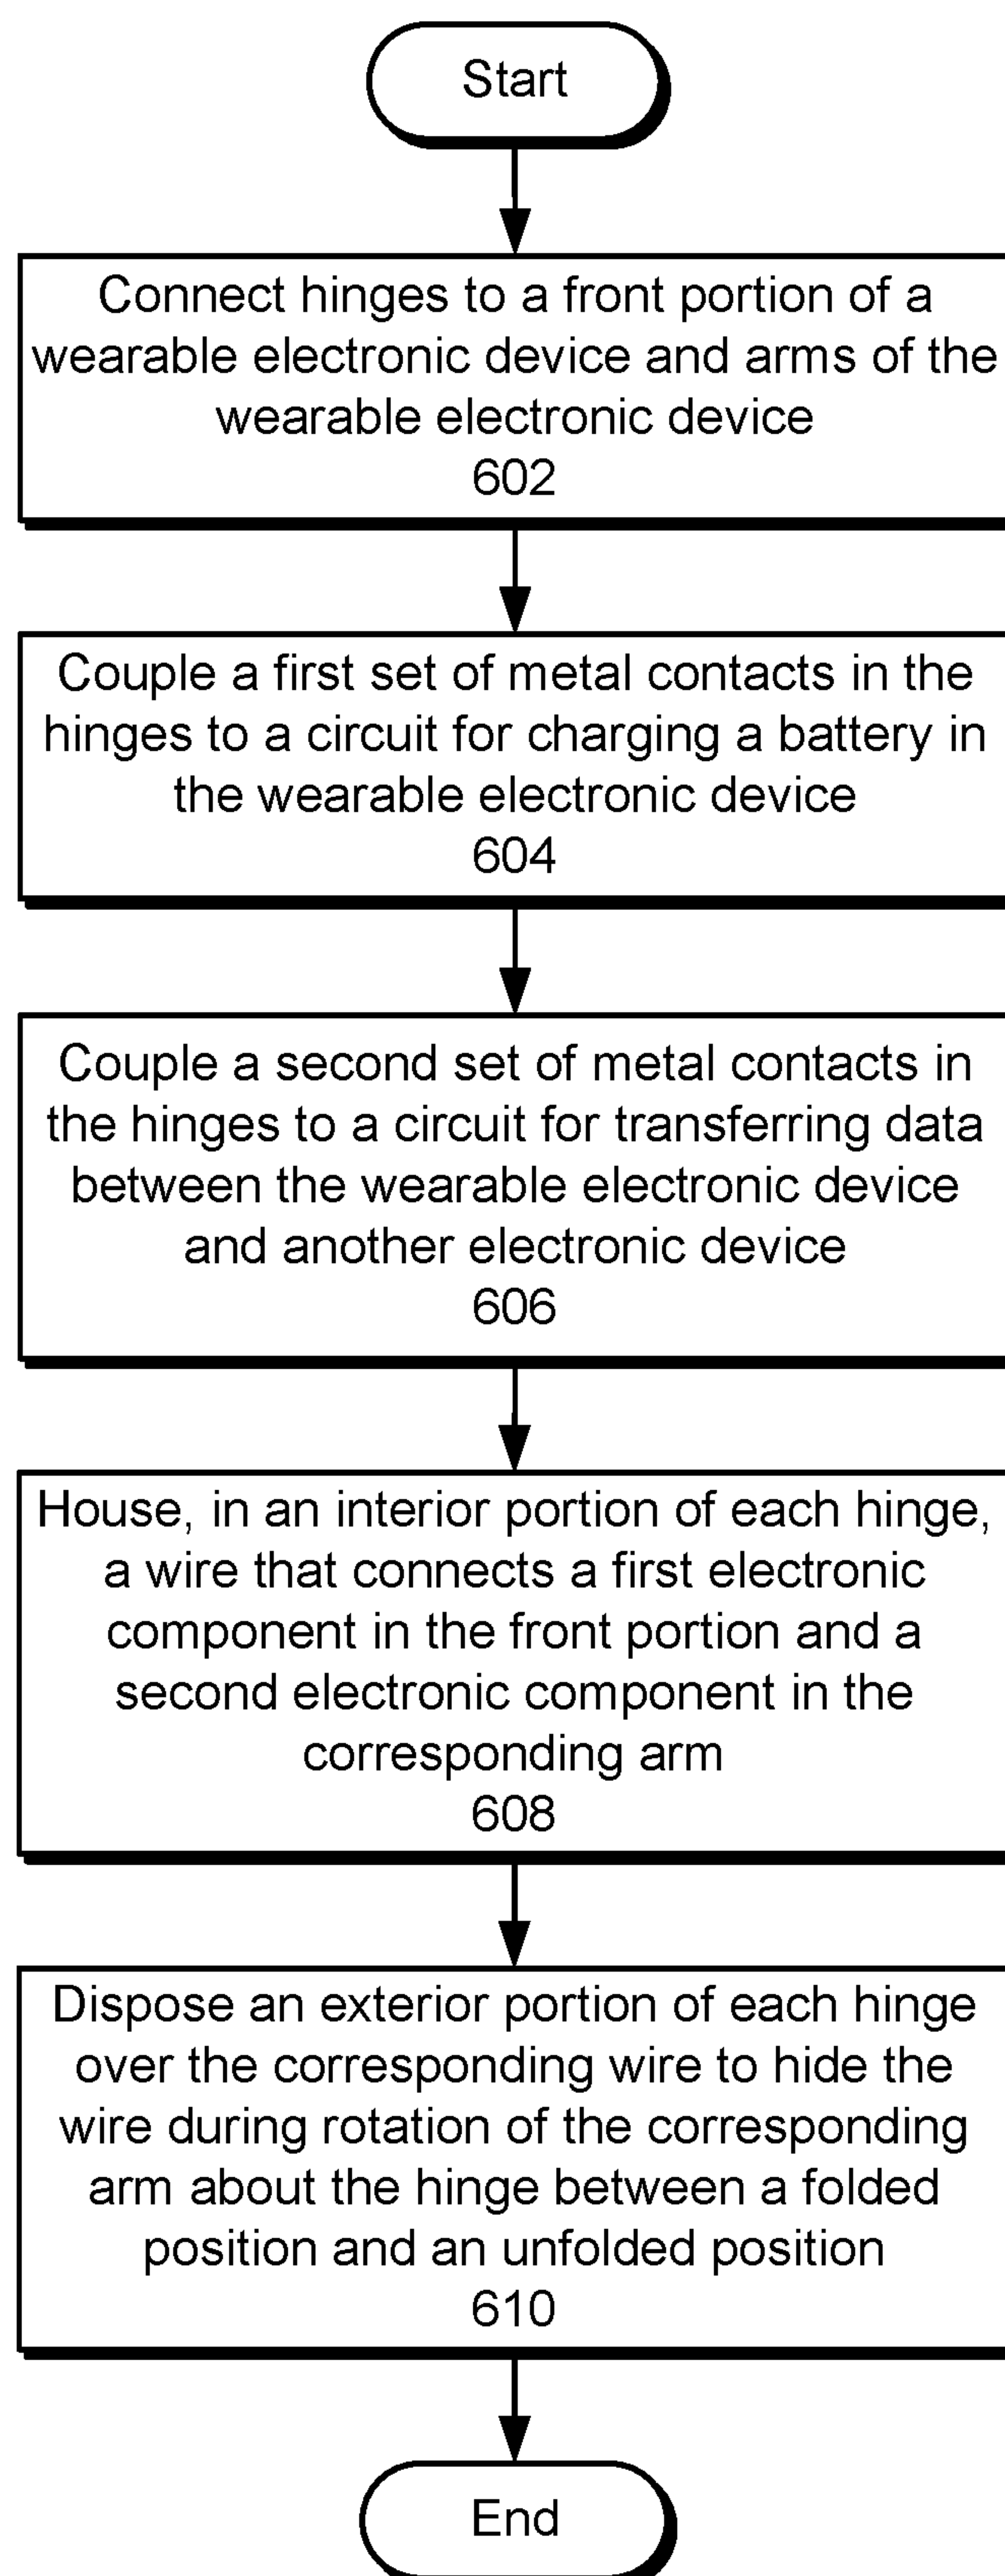 Start
Connect hinges to a front portion of a
wearable electronic device and arms of the
wearable electronic device
602
Couple a first set of metal contacts in the
hinges to a circuit for charging a battery in
the wearable electronic device
604
Couple a second set of metal contacts in
the hinges to a circuit for transferring data
between the wearable electronic device
and another electronic device
606
House, in an interior portion of each hinge,
a wire that connects a first electronic
component in the front portion and a
second electronic component in the
corresponding arm
608
Dispose an exterior portion of each hinge
over the corresponding wire to hide the
wire during rotation of the corresponding
arm about the hinge between a folded
position and an unfolded position
610
End